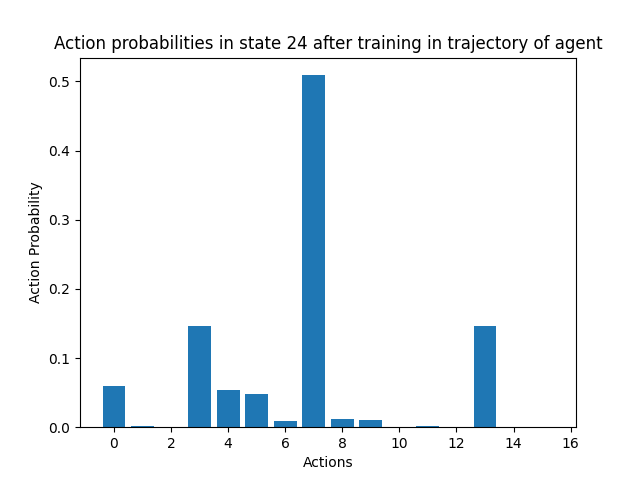 Action probabilities in state 24 after training in trajectory of agent
0.5
0.4
0.3
0.2
0.1
0.0
Action Probability
0 2 4 6 8 10 12 14 16
Actions